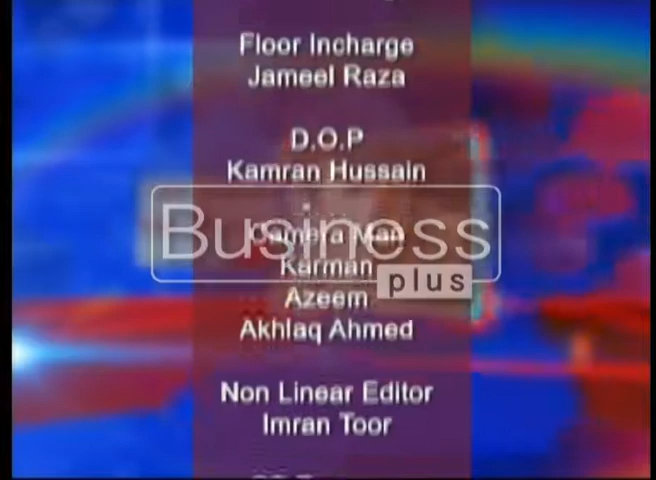 Floor Incharge
Jameel Raza
D.O.P
Kamran Hussain
Business
plus
Camera Man
Karman
Azeem
Akhlaq Ahmed
Non Linear Editor
Imran Toor